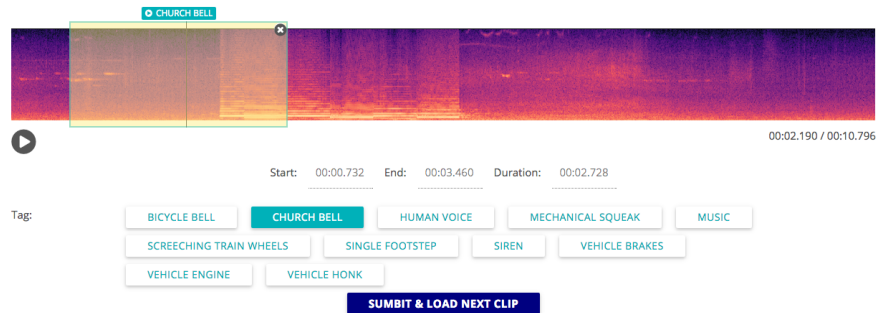 CHURCH BELL
00:02.190 / 00:10.796
Start: 00:00.732 End: 00:03.460 Duration: 00:02.728
Tag: BICYCLE BELL CHURCH BELL HUMAN VOICE MECHANICAL SQUEAK MUSIC
SCREECHING TRAIN WHEELS SINGLE FOOTSTEP SIREN VEHICLE BRAKES
VEHICLE ENGINE VEHICLE HONK
SUMBIT & LOAD NEXT CLIP